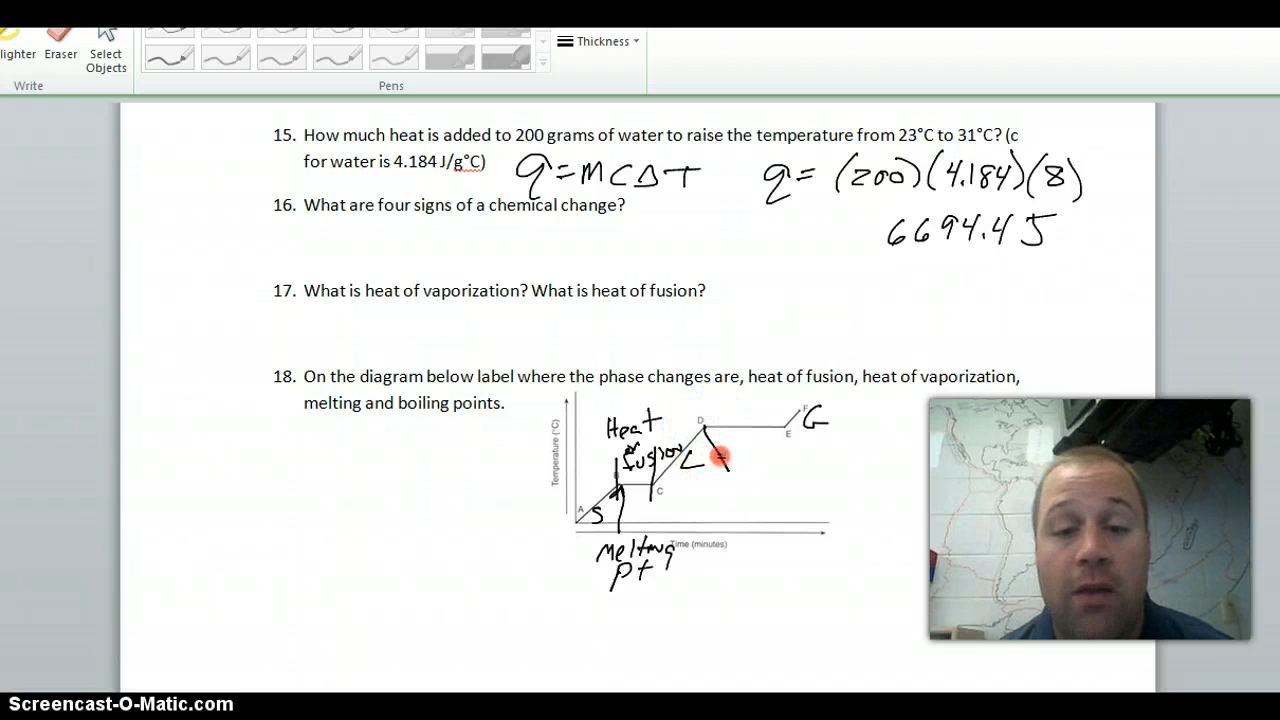 lighter Eraser Select Objects
Thickness
Write
Pens
15. How much heat is added to 200 grams of water to raise the temperature from 23°C to 31°C? (c
for water is 4.184 J/g°C)
q=MCΔT
q= (200)(4.184)(8)
6694.4J
16. What are four signs of a chemical change?
17. What is heat of vaporization? What is heat of fusion?
18. On the diagram below label where the phase changes are, heat of fusion, heat of vaporization,
melting and boiling points.
Temperature (°C)
Heat
of
fusion
A
S
C
L
D
E
F
G
Time (minutes)
Melting
pt
Screencast-O-Matic.com